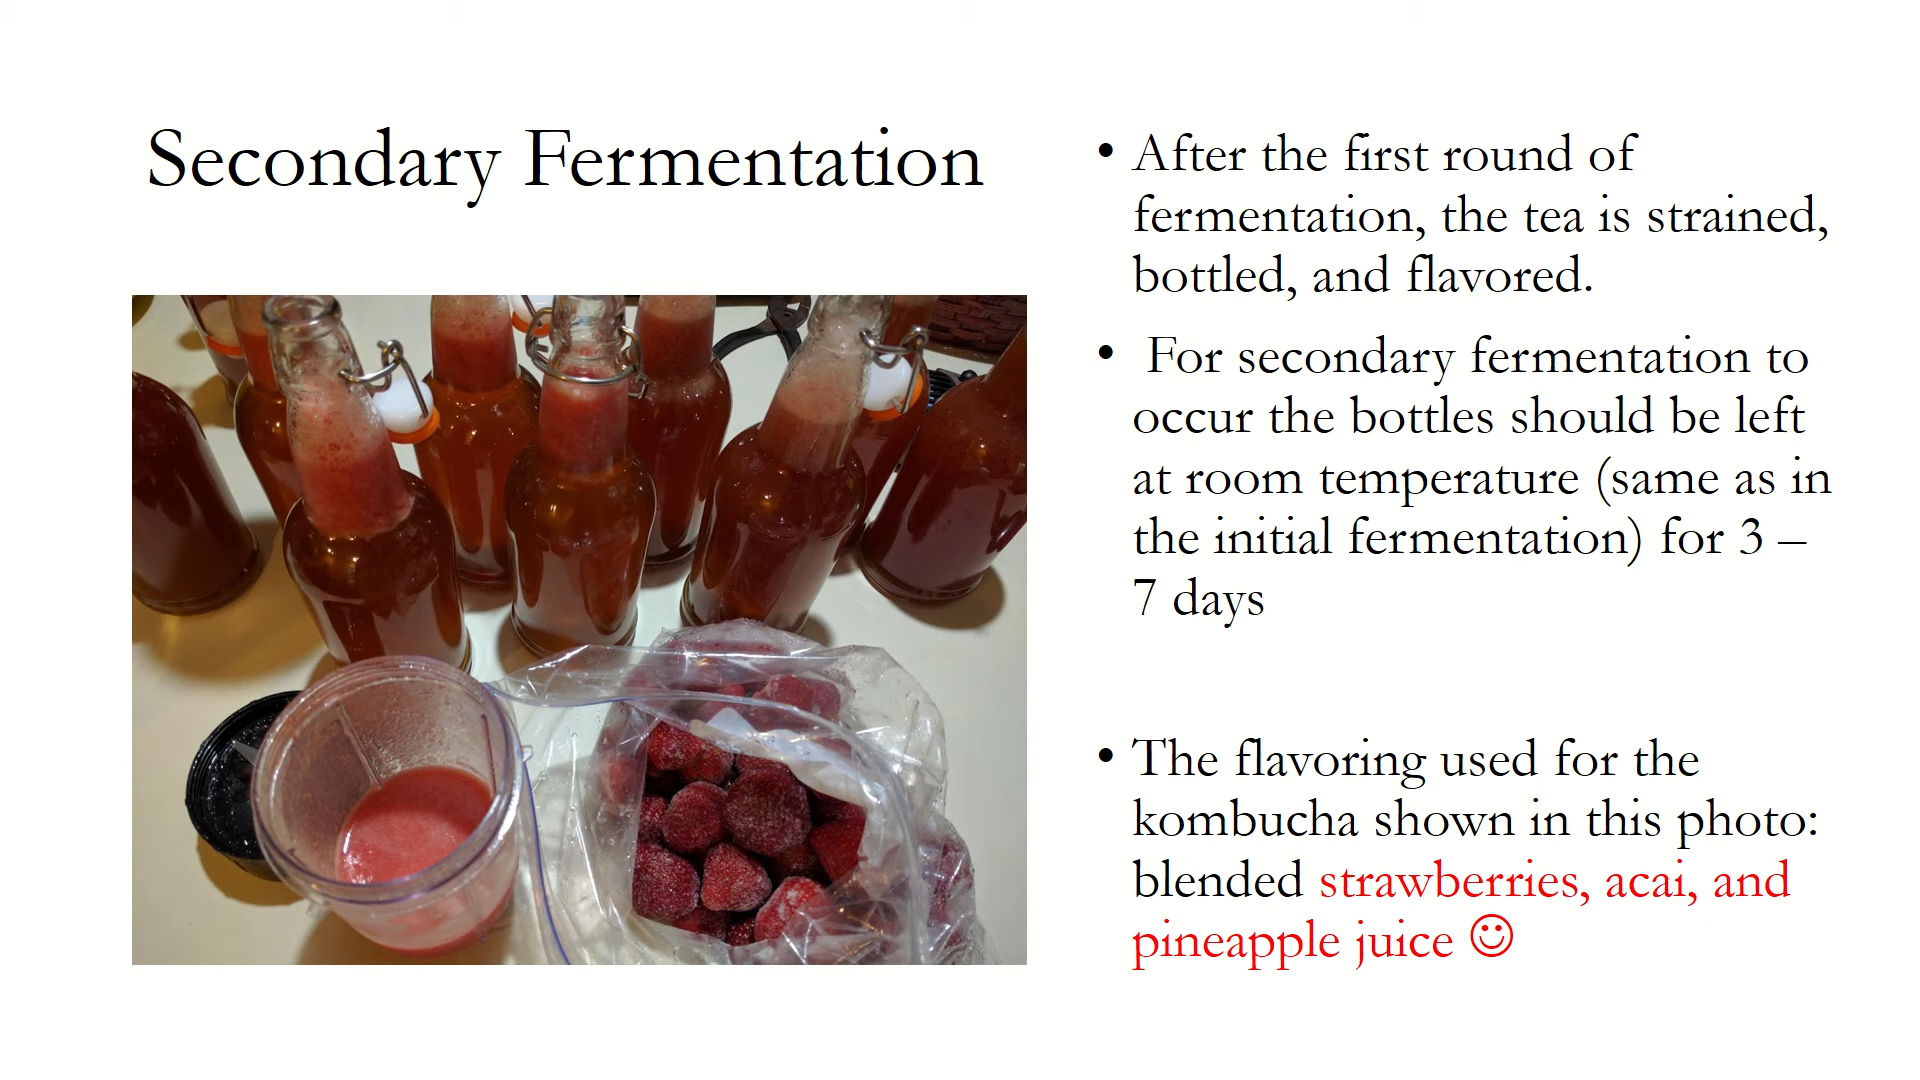 Secondary Fermentation
• After the first round of
fermentation, the tea is strained,
bottled, and flavored.
• For secondary fermentation to
occur the bottles should be left
at room temperature (same as in
the initial fermentation) for 3 –
7 days
• The flavoring used for the
kombucha shown in this photo:
blended strawberries, acai, and
pineapple juice ☺